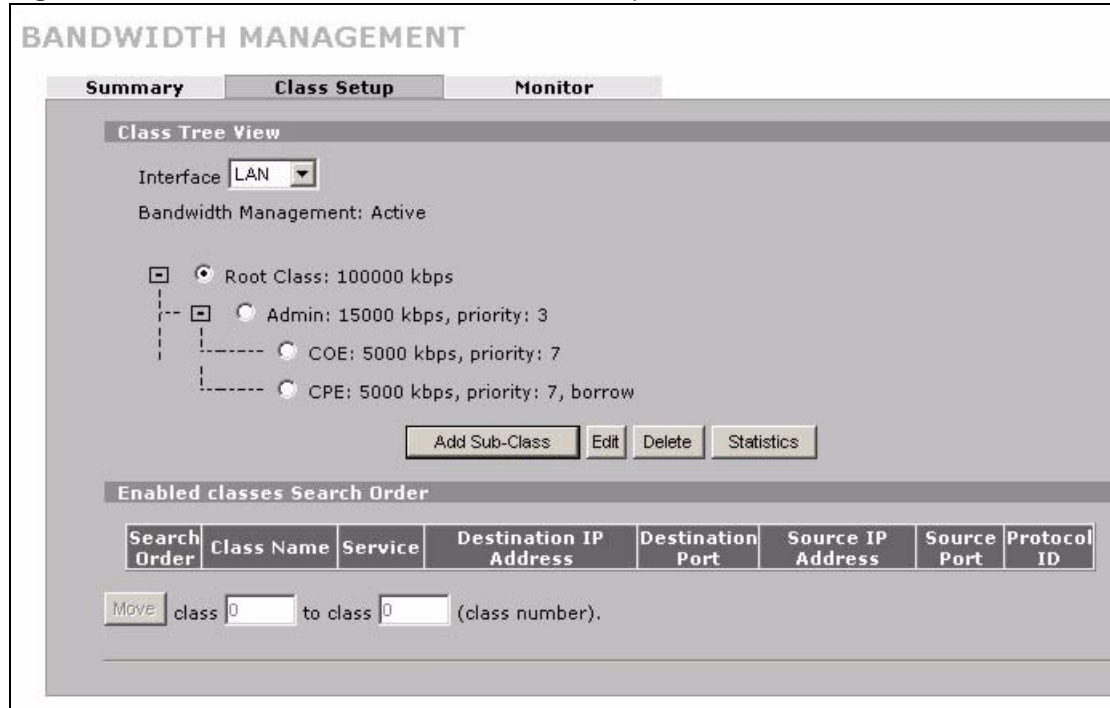 BANDWIDTH MANAGEMENT
Summary Class Setup Monitor
Class Tree View
Interface LAN
Bandwidth Management: Active
Root Class: 100000 kbps
Admin: 15000 kbps, priority: 3
COE: 5000 kbps, priority: 7
CPE: 5000 kbps, priority: 7, borrow
Add Sub-Class Edit Delete Statistics
Enabled classes Search Order
Search Order Class Name Service Destination IP Address Destination Port Source IP Address Source Port Protocol ID
Move class 0 to class 0 (class number).